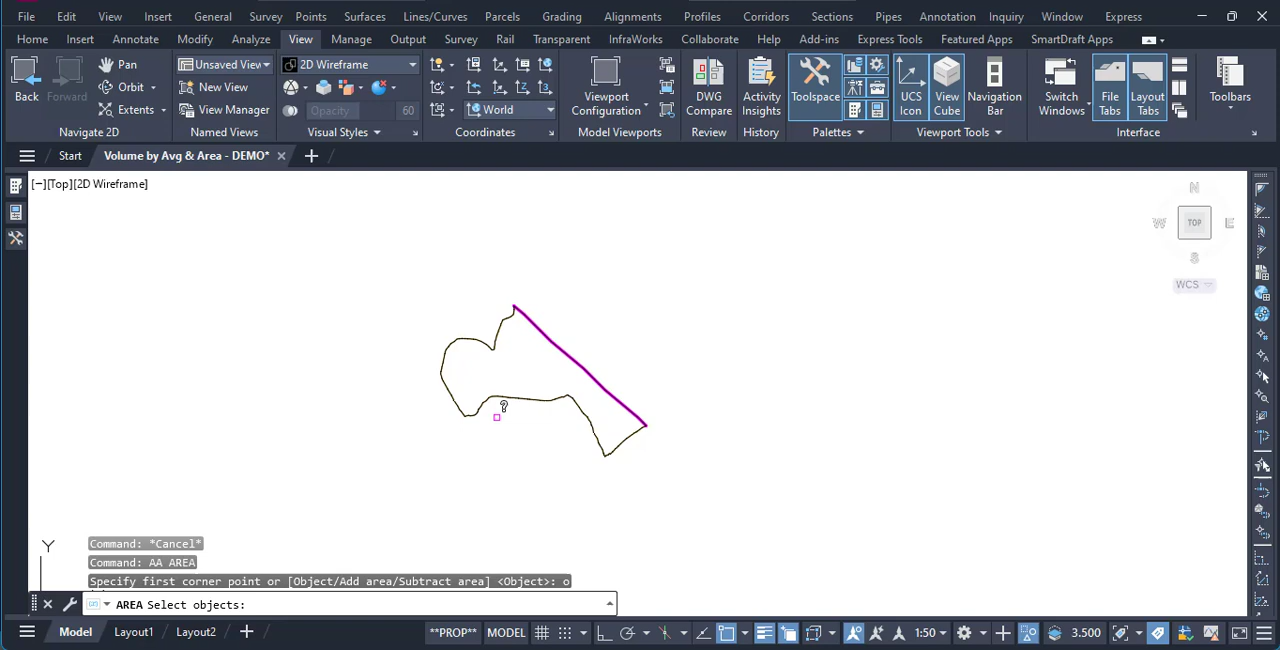 File Edit View Insert General Survey Points Surfaces Lines/Curves Parcels Grading Alignments Profiles Corridors Sections Pipes Annotation Inquiry Window Express
Home Insert Annotate Modify Analyze View Manage Output Survey Rail Transparent InfraWorks Collaborate Help Add-ins Express Tools Featured Apps SmartDraft Apps
Back Forward Pan Orbit Extents
Navigate 2D
Unsaved View
New View
View Manager
Named Views
2D Wireframe
Opacity 60
Visual Styles
World
Coordinates
Viewport Configuration
Model Viewports
DWG Compare
Review
Activity Insights
History
Toolspace
Palettes
UCS Icon View Cube Navigation Bar
Viewport Tools
Switch Windows File Tabs Layout Tabs
Interface
Toolbars
Start Volume by Avg & Area - DEMO*
[−][Top][2D Wireframe]
N
W TOP E
S
WCS
Y
Command: *Cancel*
Command: AA AREA
Specify first corner point or [Object/Add area/Subtract area] <Object>: o
AREA Select objects:
Model Layout1 Layout2 **PROP** MODEL 1:50 3.500